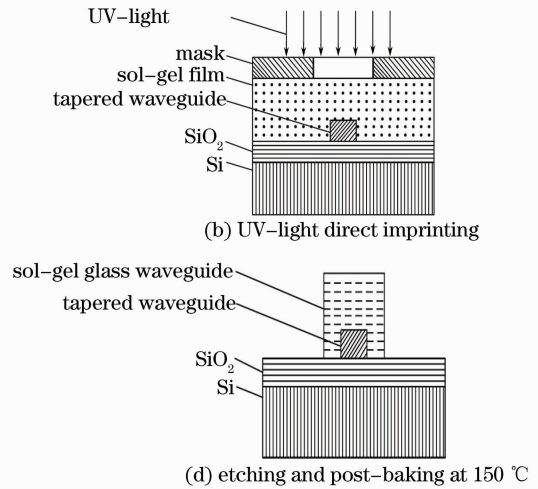 UV-light
mask
sol-gel film
tapered waveguide
SiO₂
Si
(b) UV-light direct imprinting
sol-gel glass waveguide
tapered waveguide
SiO₂
Si
(d) etching and post-baking at 150 ℃